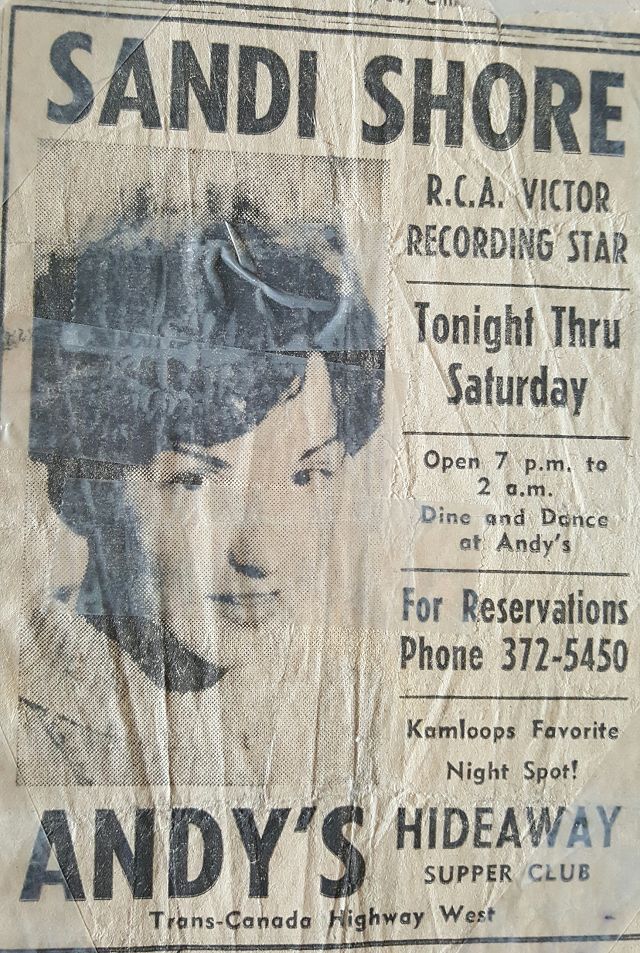 SANDI SHORE
R.C.A. VICTOR
RECORDING STAR
Tonight Thru
Saturday
Open 7 p.m. to
2 a.m.
Dine and Dance
at Andy's
For Reservations
Phone 372-5450
Kamloops Favorite
Night Spot!
ANDY'S HIDEAWAY
SUPPER CLUB
Trans-Canada Highway West